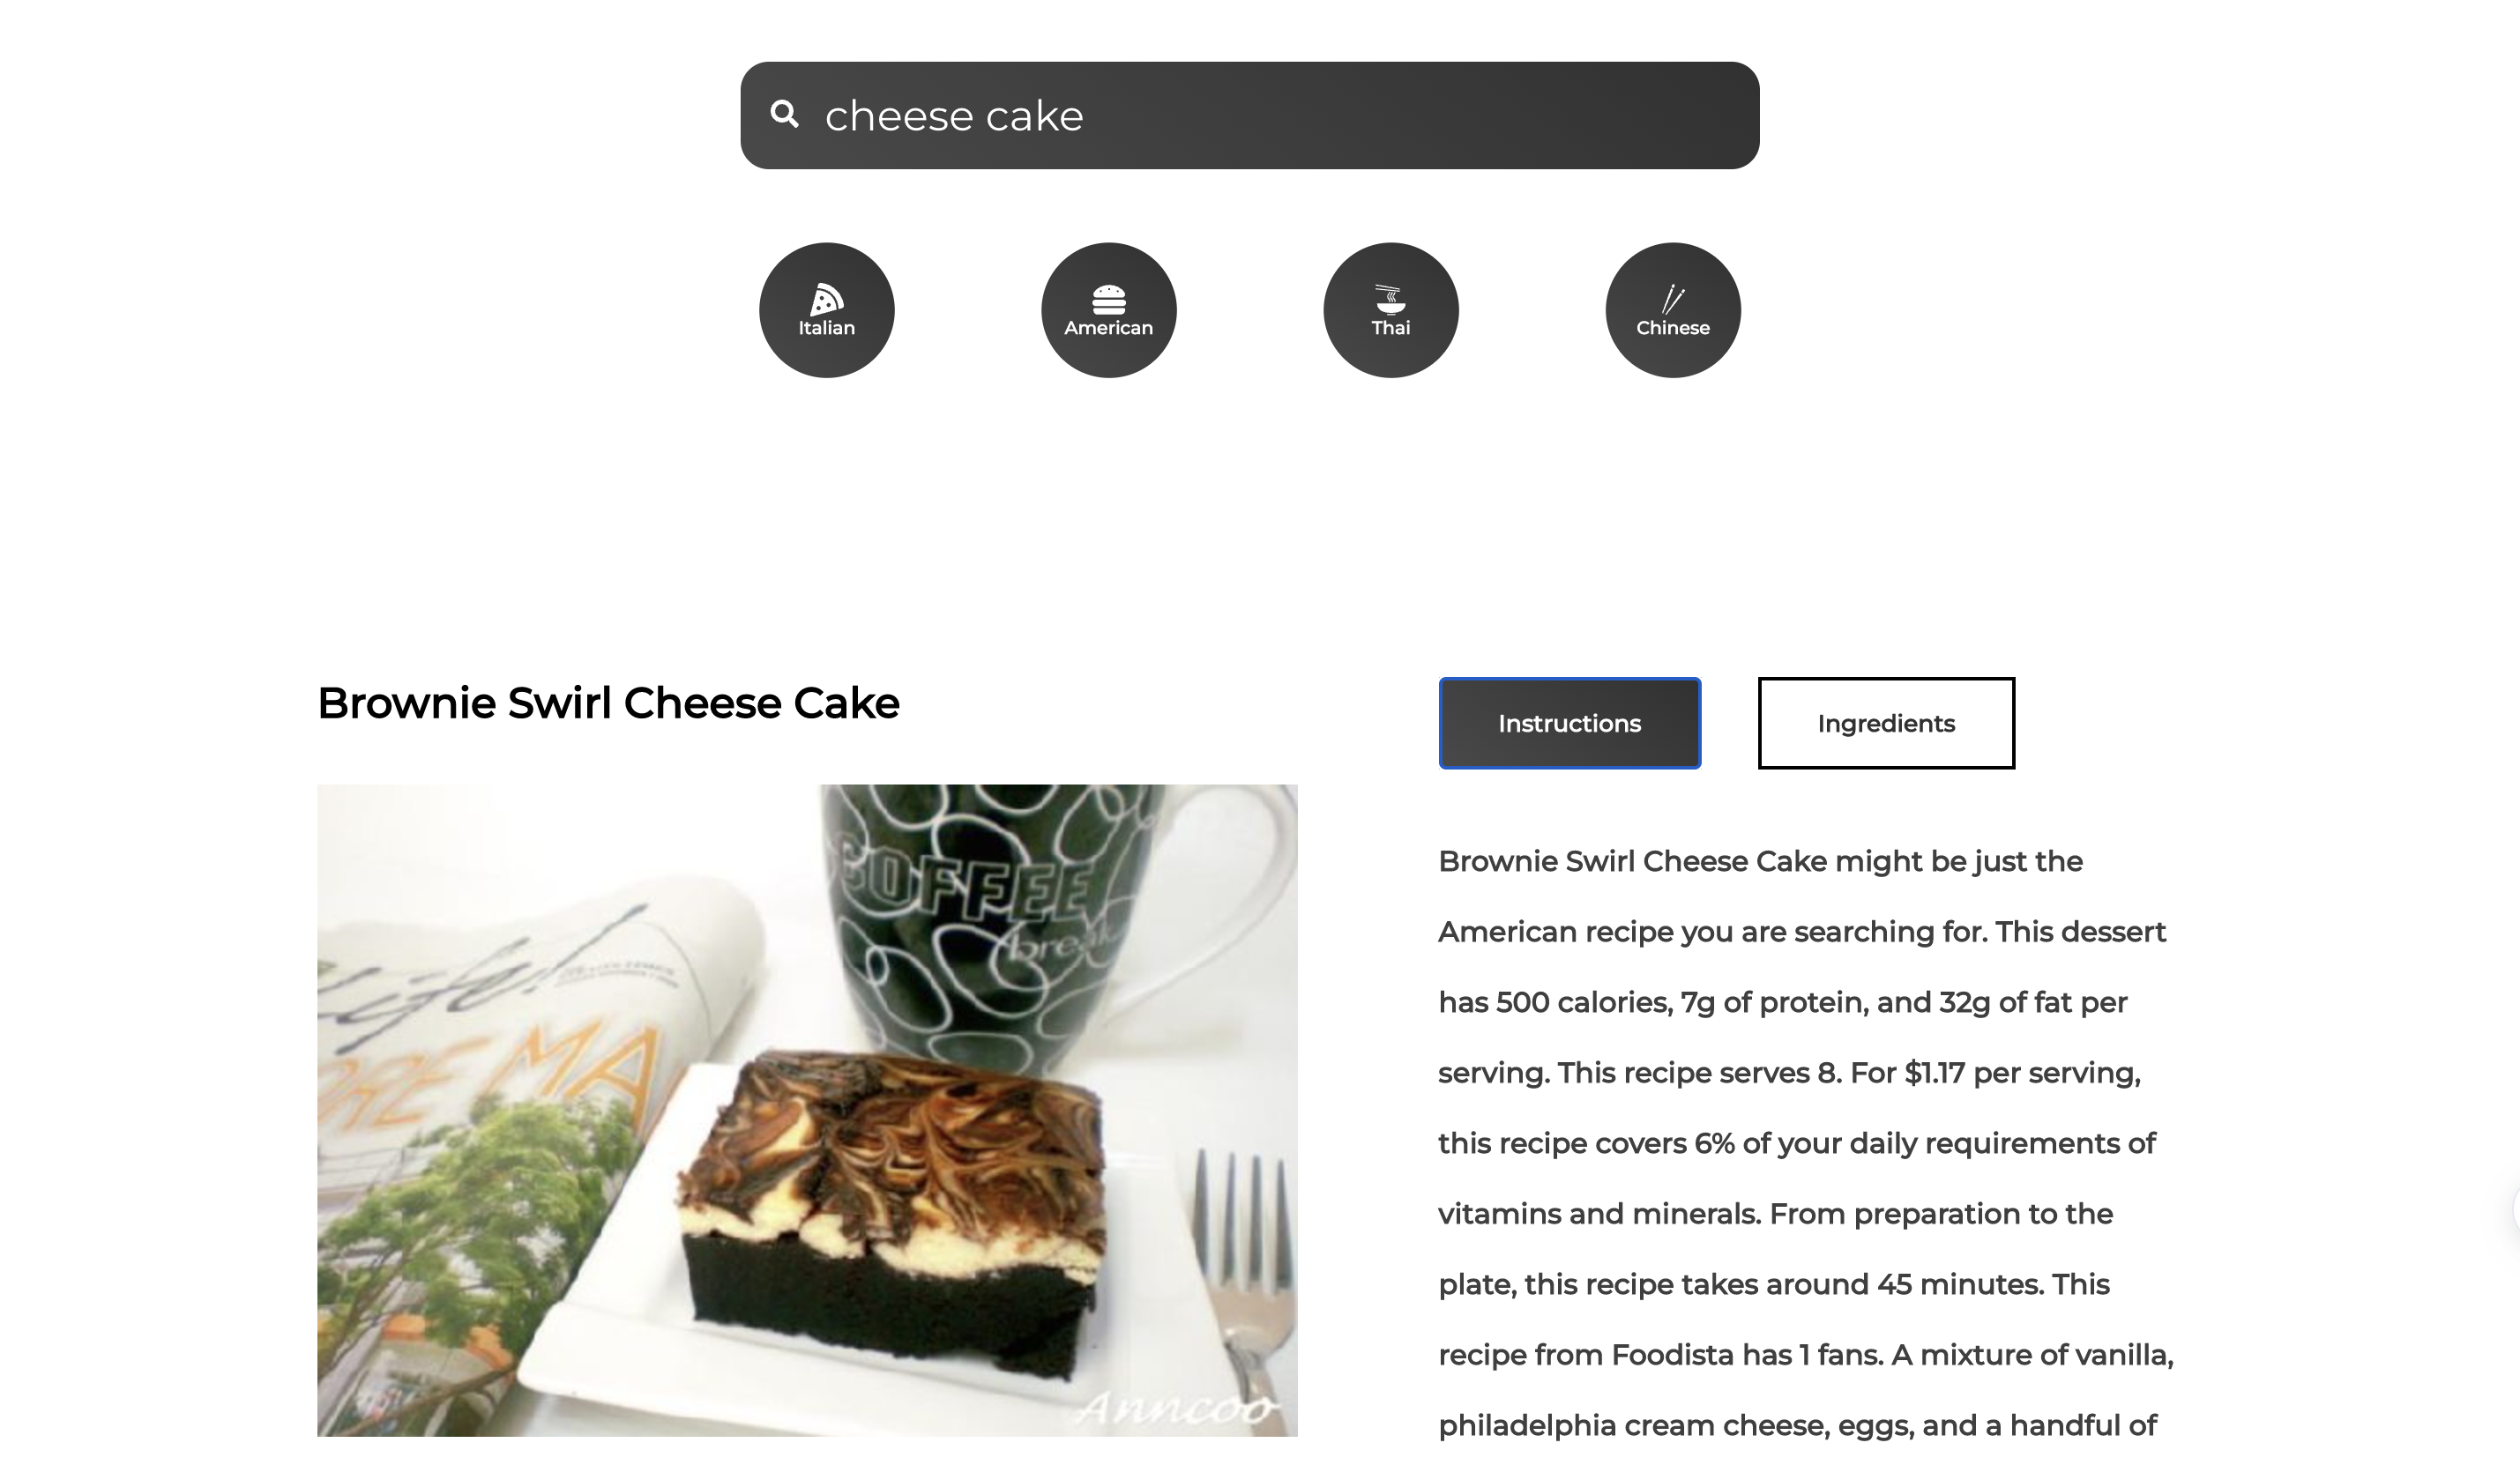 cheese cake
Italian
American
Thai
Chinese
Brownie Swirl Cheese Cake
Instructions
Ingredients
COFFEE
break
life!
MA
Anncoo
Brownie Swirl Cheese Cake might be just the
American recipe you are searching for. This dessert
has 500 calories, 7g of protein, and 32g of fat per
serving. This recipe serves 8. For $1.17 per serving,
this recipe covers 6% of your daily requirements of
vitamins and minerals. From preparation to the
plate, this recipe takes around 45 minutes. This
recipe from Foodista has 1 fans. A mixture of vanilla,
philadelphia cream cheese, eggs, and a handful of